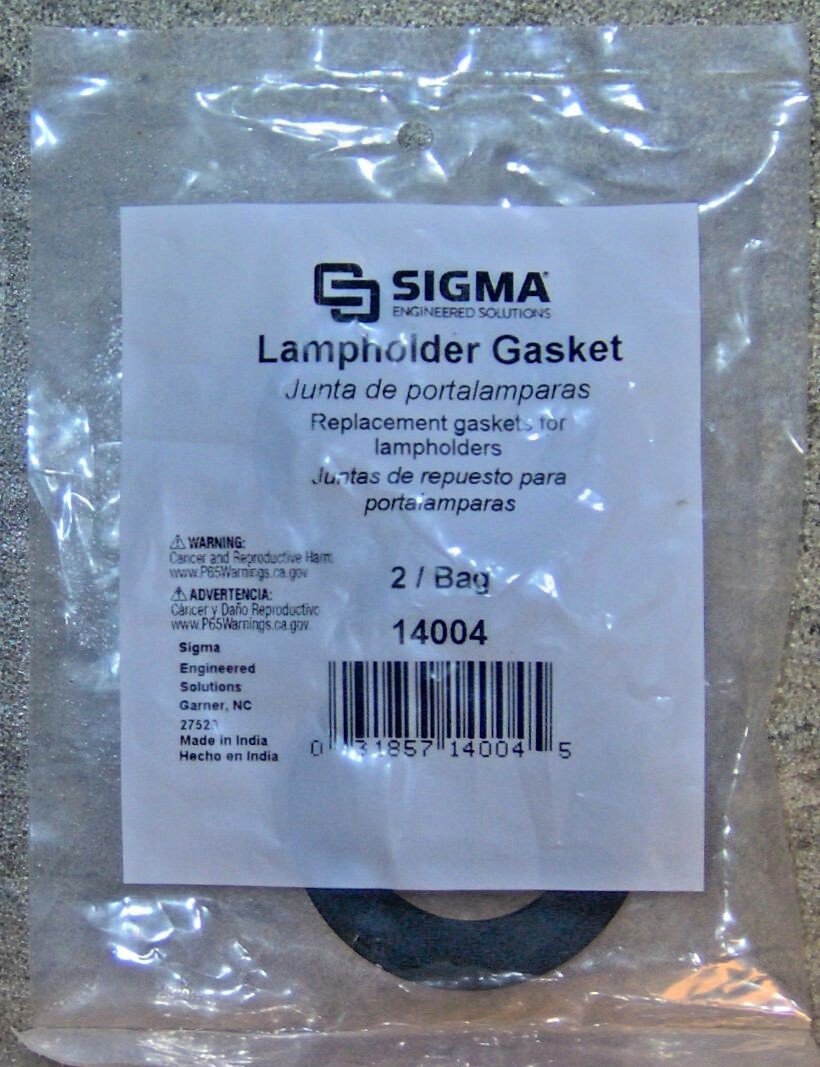 SIGMA
ENGINEERED SOLUTIONS
Lampholder Gasket
Junta de portalamparas
Replacement gaskets for
lampholders
Juntas de repuesto para
portalamparas
WARNING:
Cancer and Reproductive Harm
www.P65Warnings.ca.gov
ADVERTENCIA:
Cáncer y Daño Reproductivo
www.P65Warnings.ca.gov.
2 / Bag
14004
Sigma
Engineered
Solutions
Garner, NC
Made in India
Hecho en India
0 31857 14004 5